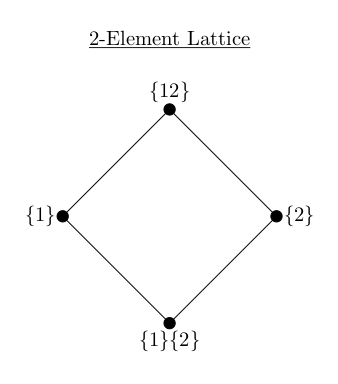 2-Element Lattice
{12}
{1}
{2}
{1}{2}